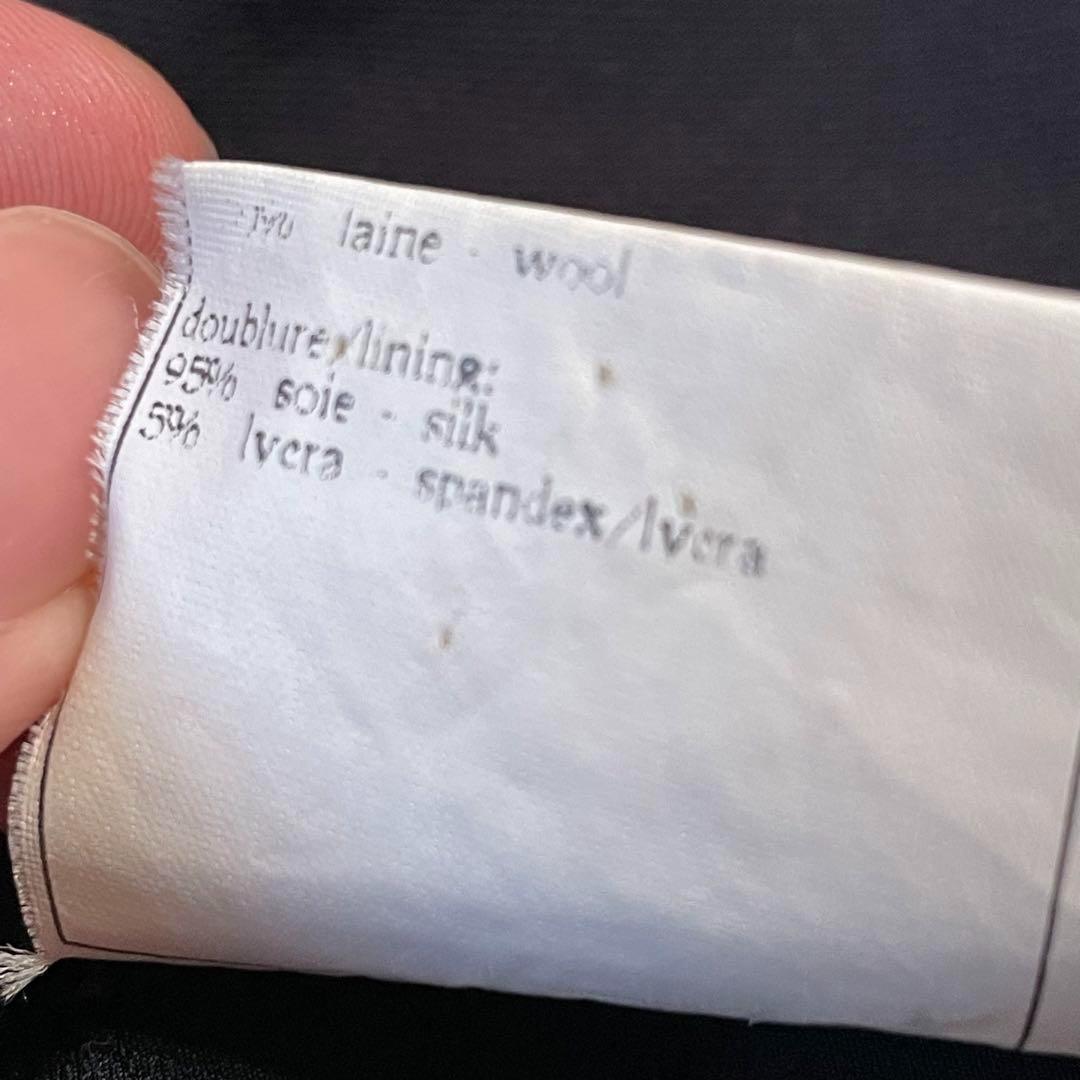 laine - wool
doublure/lining:
95% soie - silk
5% lycra - spandex/lycra